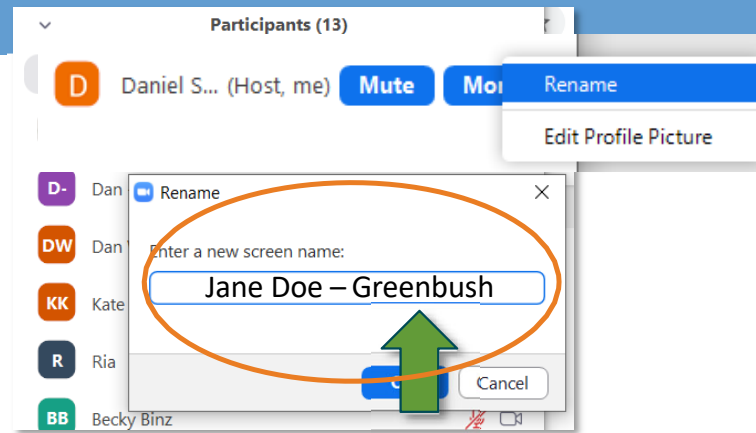 Participants (13)
D Daniel S... (Host, me) Mute Mor
Rename
Edit Profile Picture
D- Dan
Rename
DW Dan
Enter a new screen name:
Jane Doe – Greenbush
KK Kate
R Ria
Cancel
BB Becky Binz